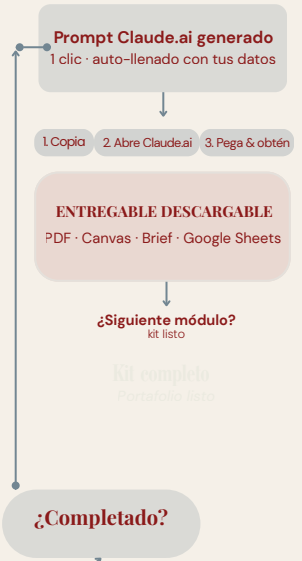 Prompt Claude.ai generado
1 clic · auto-llenado con tus datos
1. Copia
2. Abre Claude.ai
3. Pega & obtén
ENTREGABLE DESCARGABLE
PDF · Canvas · Brief · Google Sheets
¿Siguiente módulo?
kit listo
Kit completo
Portafolio listo
¿Completado?